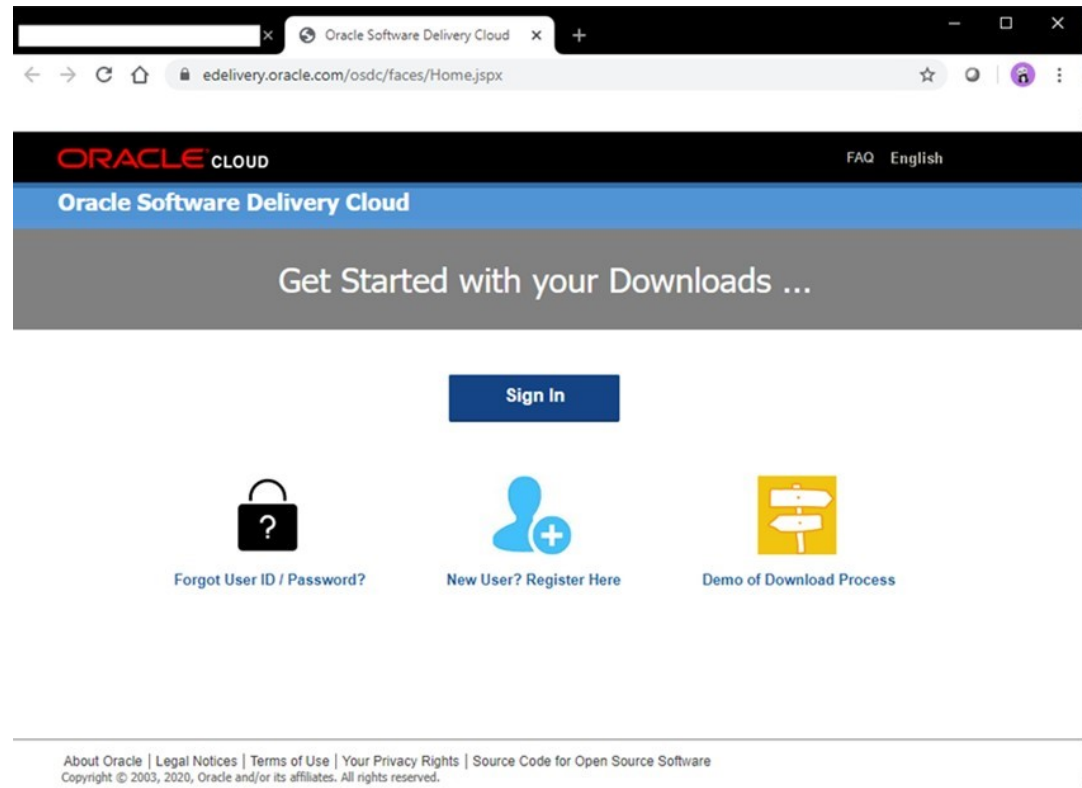 Oracle Software Delivery Cloud
edelivery.oracle.com/osdc/faces/Home.jspx
ORACLE CLOUD
FAQ English
Oracle Software Delivery Cloud
Get Started with your Downloads ...
Sign In
?
Forgot User ID / Password?
New User? Register Here
Demo of Download Process
About Oracle | Legal Notices | Terms of Use | Your Privacy Rights | Source Code for Open Source Software
Copyright © 2003, 2020, Oracle and/or its affiliates. All rights reserved.